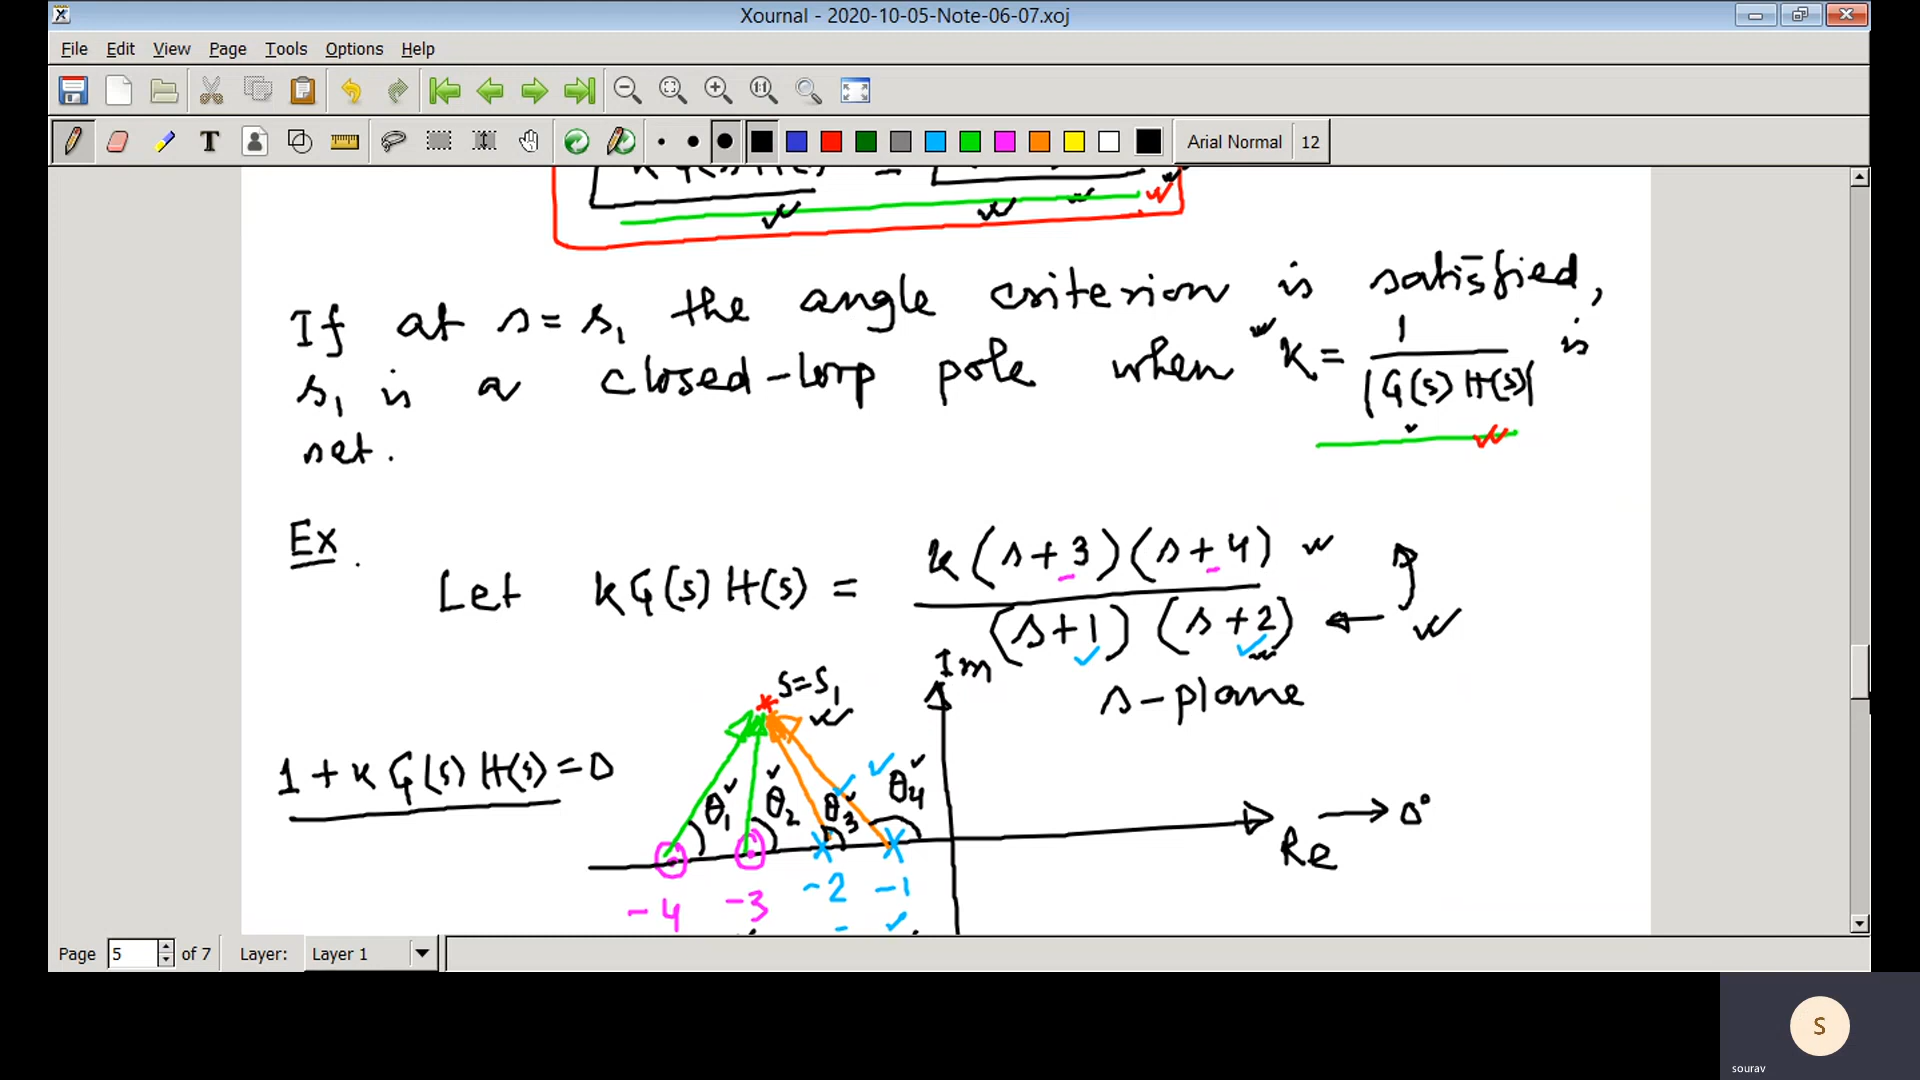 Xournal - 2020-10-05-Note-06-07.xoj
File Edit View Page Tools Options Help
Arial Normal 12
If at s = s₁ the angle criterion is satisfied,
s₁ is a closed-loop pole when K = 1 / |G(s) H(s)| is
set.
Ex.
Let KG(s) H(s) = K(s+3)(s+4) / (s+1)(s+2)
Im
s=s₁
s-plane
1 + K G(s) H(s) = 0
θ₁ θ₂ θ₃ θ₄
Re → 0°
-4 -3 -2 -1
Page 5 of 7 Layer: Layer 1
S
sourav